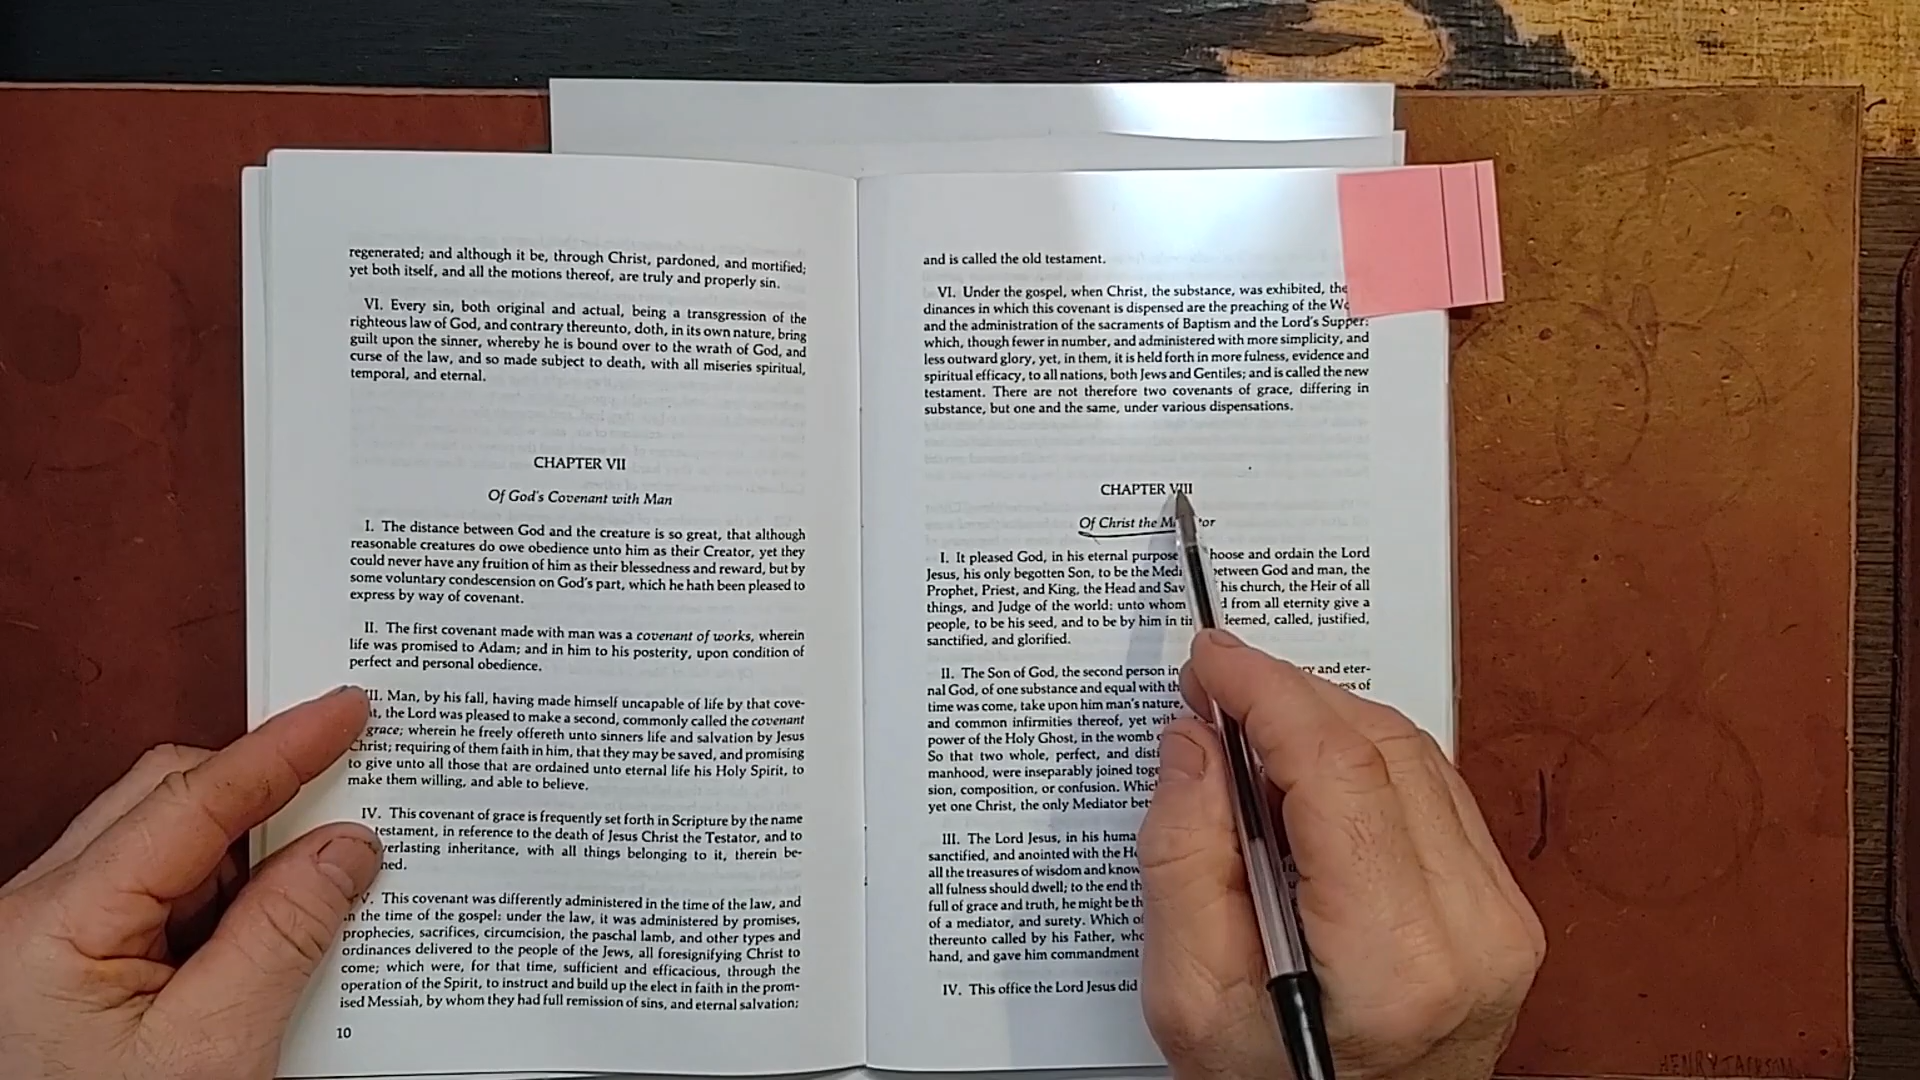 regenerated; and although it be, through Christ, pardoned, and mortified;
yet both itself, and all the motions thereof, are truly and properly sin.
VI. Every sin, both original and actual, being a transgression of the
righteous law of God, and contrary thereunto, doth, in its own nature, bring
guilt upon the sinner, whereby he is bound over to the wrath of God, and
curse of the law, and so made subject to death, with all miseries spiritual,
temporal, and eternal.
CHAPTER VII
Of God's Covenant with Man
I. The distance between God and the creature is so great, that although
reasonable creatures do owe obedience unto him as their Creator, yet they
could never have any fruition of him as their blessedness and reward, but by
some voluntary condescension on God's part, which he hath been pleased to
express by way of covenant.
II. The first covenant made with man was a covenant of works, wherein
life was promised to Adam; and in him to his posterity, upon condition of
perfect and personal obedience.
III. Man, by his fall, having made himself uncapable of life by that cove-
the Lord was pleased to make a second, commonly called the covenant
grace; wherein he freely offereth unto sinners life and salvation by Jesus
Christ; requiring of them faith in him, that they may be saved, and promising
to give unto all those that are ordained unto eternal life his Holy Spirit, to
make them willing, and able to believe.
IV. This covenant of grace is frequently set forth in Scripture by the name
testament, in reference to the death of Jesus Christ the Testator, and to
verlasting inheritance, with all things belonging to it, therein be-
V. This covenant was differently administered in the time of the law, and
in the time of the gospel: under the law, it was administered by promises,
prophecies, sacrifices, circumcision, the paschal lamb, and other types and
ordinances delivered to the people of the Jews, all foresignifying Christ to
come; which were, for that time, sufficient and efficacious, through the
operation of the Spirit, to instruct and build up the elect in faith in the prom-
ised Messiah, by whom they had full remission of sins, and eternal salvation;
10
and is called the old testament.
VI. Under the gospel, when Christ, the substance, was exhibited, the
dinances in which this covenant is dispensed are the preaching of the
and the administration of the sacraments of Baptism and the Lord's Supper:
which, though fewer in number, and administered with more simplicity, and
less outward glory, yet, in them, it is held forth in more fulness, evidence and
spiritual efficacy, to all nations, both Jews and Gentiles; and is called the new
testament. There are not therefore two covenants of grace, differing in
substance, but one and the same, under various dispensations.
CHAPTER VIII
Of Christ the
I. It pleased God, in his eternal purpose hoose and ordain the Lord
Jesus, his only begotten Son, to be the between God and man, the
Prophet, Priest, and King, the Head and his church, the Heir of all
things, and Judge of the world: unto whom from all eternity give a
people, to be his seed, and to be by him in deemed, called, justified,
sanctified, and glorified.
II. The Son of God, the second person in and eter-
nal God, of one substance and equal with ness of
time was come, take upon him man's nature,
and common infirmities thereof, yet
power of the Holy Ghost, in the womb
So that two whole, perfect, and
manhood, were inseparably joined
sion, composition, or confusion.
yet one Christ, the only Mediator
III. The Lord Jesus, in his
sanctified, and anointed with the
all the treasures of wisdom and
all fulness should dwell; to the end
full of grace and truth, he might be
of a mediator, and surety. Which
thereunto called by his Father,
hand, and gave him commandment
IV. This office the Lord Jesus did
HENRY JACKSON